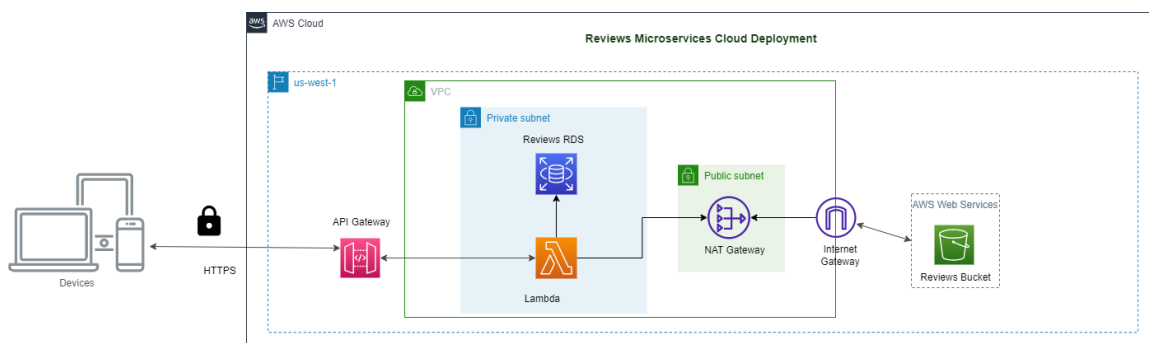 aws
AWS Cloud
Reviews Microservices Cloud Deployment
us-west-1
VPC
Private subnet
Reviews RDS
Public subnet
AWS Web Services
API Gateway
</>
NAT Gateway
Internet
Gateway
Reviews Bucket
HTTPS
Devices
Lambda